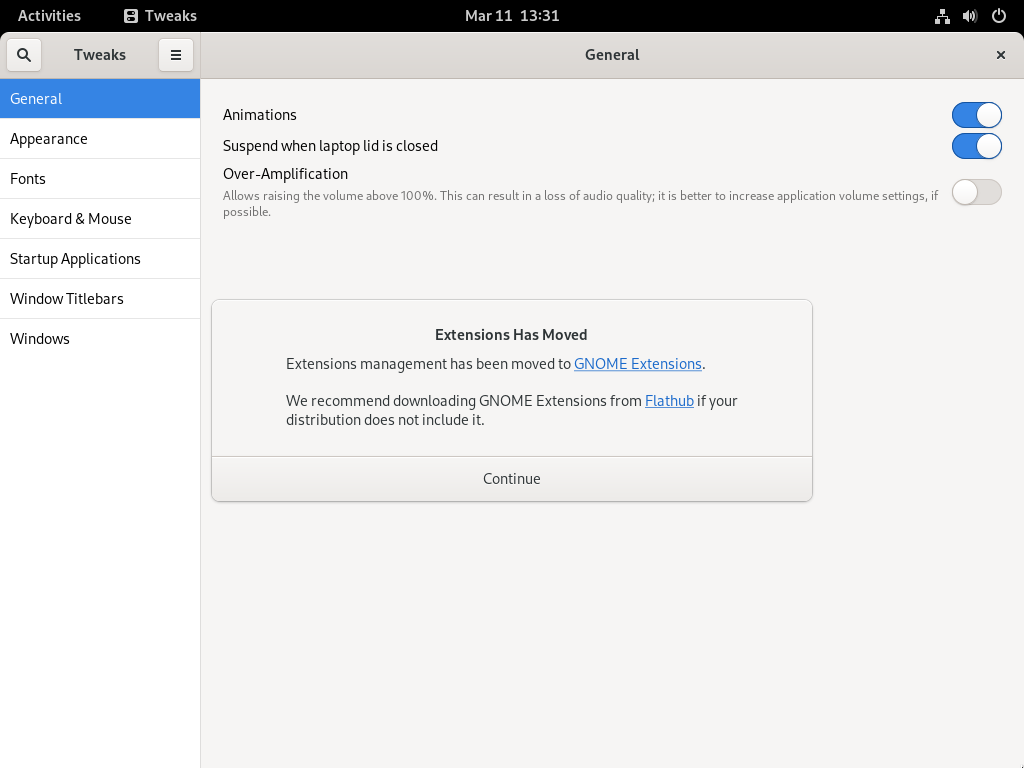 Activities Tweaks Mar 11 13:31
Tweaks General
General
Appearance
Fonts
Keyboard & Mouse
Startup Applications
Window Titlebars
Windows
Animations
Suspend when laptop lid is closed
Over-Amplification
Allows raising the volume above 100%. This can result in a loss of audio quality; it is better to increase application volume settings, if
possible.
Extensions Has Moved
Extensions management has been moved to GNOME Extensions.
We recommend downloading GNOME Extensions from Flathub if your
distribution does not include it.
Continue